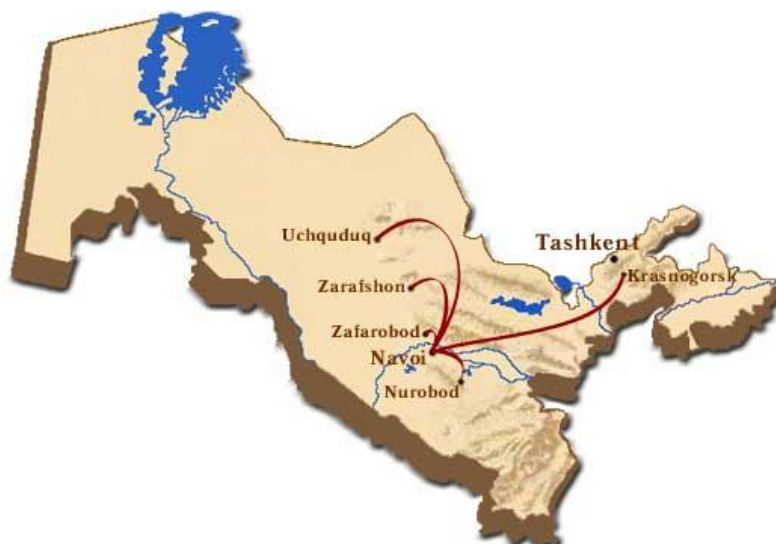 Uchquduq
Tashkent
Krasnogorsk
Zarafshon
Zafarobod
Navoi
Nurobod